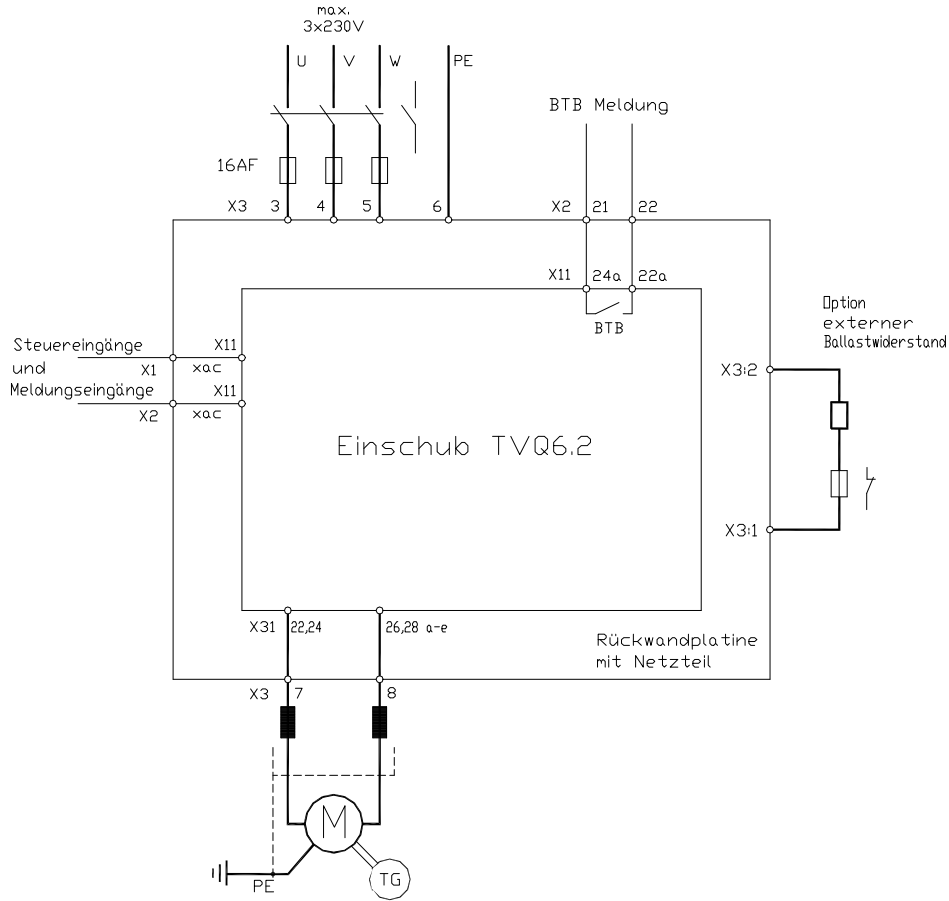 max.
3x230V
U V W PE
BTB Meldung
16AF
X3 3 4 5 6 X2 21 22
X11 24a 22a
BTB
Option
externer
Ballastwiderstand
Steuereingänge X11
X1 xac
und
Meldungseingänge X11
X2 xac
X3:2
Einschub TVQ6.2
X3:1
X31 22,24 26,28 a-e
Rückwandplatine
mit Netzteil
X3 7 8
M
TG
PE